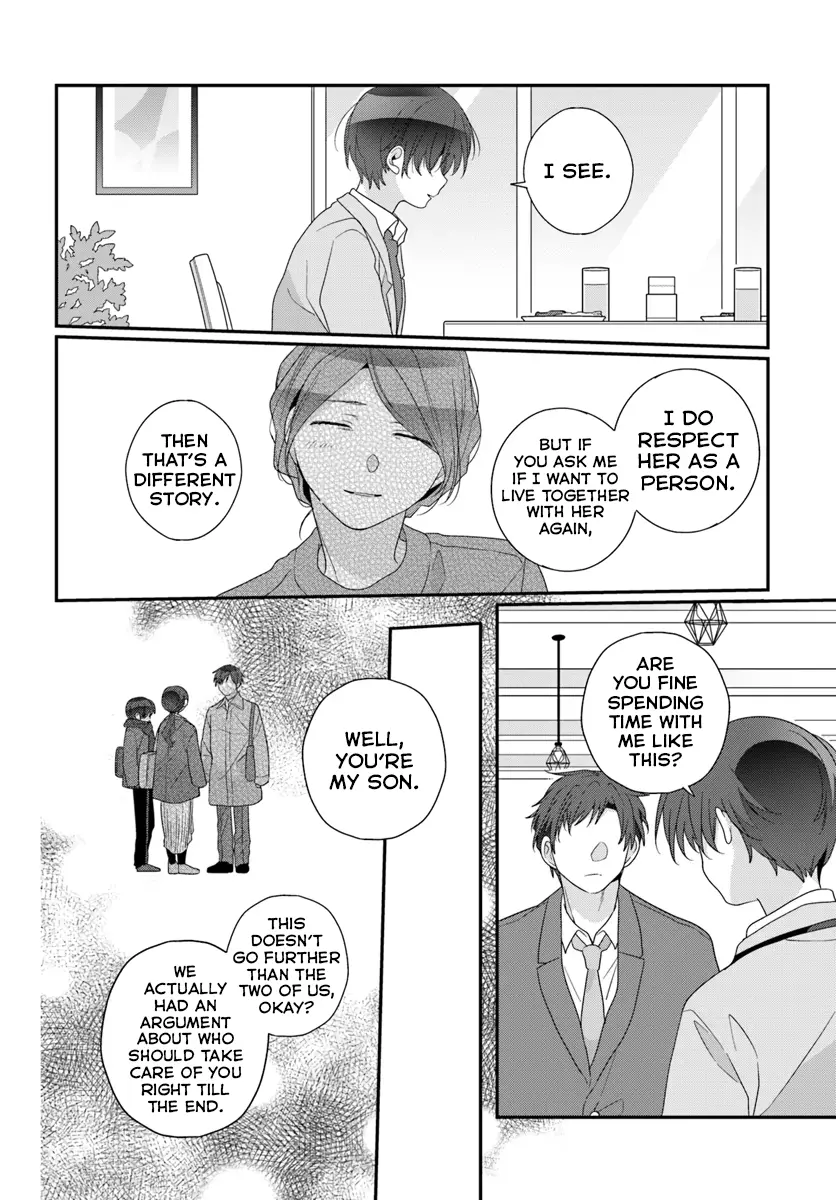 I SEE.
I DO
RESPECT
HER AS A
PERSON.
BUT IF
YOU ASK ME
IF I WANT TO
LIVE TOGETHER
WITH HER
AGAIN,
THEN
THAT'S A
DIFFERENT
STORY.
ARE
YOU FINE
SPENDING
TIME WITH
ME LIKE
THIS?
WELL,
YOU'RE
MY SON.
THIS
DOESN'T
GO FURTHER
THAN THE
TWO OF US,
OKAY?
WE
ACTUALLY
HAD AN
ARGUMENT
ABOUT WHO
SHOULD TAKE
CARE OF YOU
RIGHT TILL
THE END.